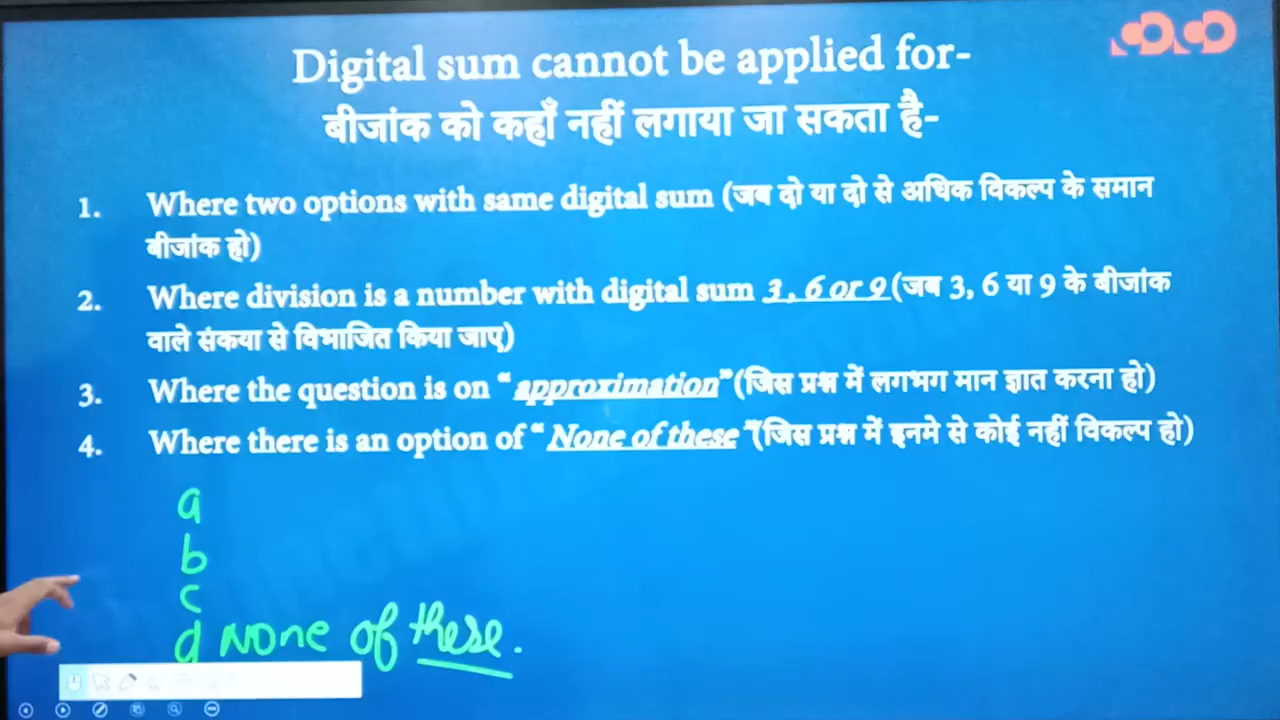 Digital sum cannot be applied for-
बीजांक को कहाँ नहीं लगाया जा सकता है-
1. Where two options with same digital sum (जब दो या दो से अधिक विकल्प के समान
बीजांक हो)
2. Where division is a number with digital sum 3, 6 or 9 (जब 3, 6 या 9 के बीजांक
वाले संकया से विभाजित किया जाए)
3. Where the question is on “approximation” (जिस प्रश्न में लगभग मान ज्ञात करना हो)
4. Where there is an option of “None of these” (जिस प्रश्न में इनमे से कोई नहीं विकल्प हो)
a
b
c
d None of these.